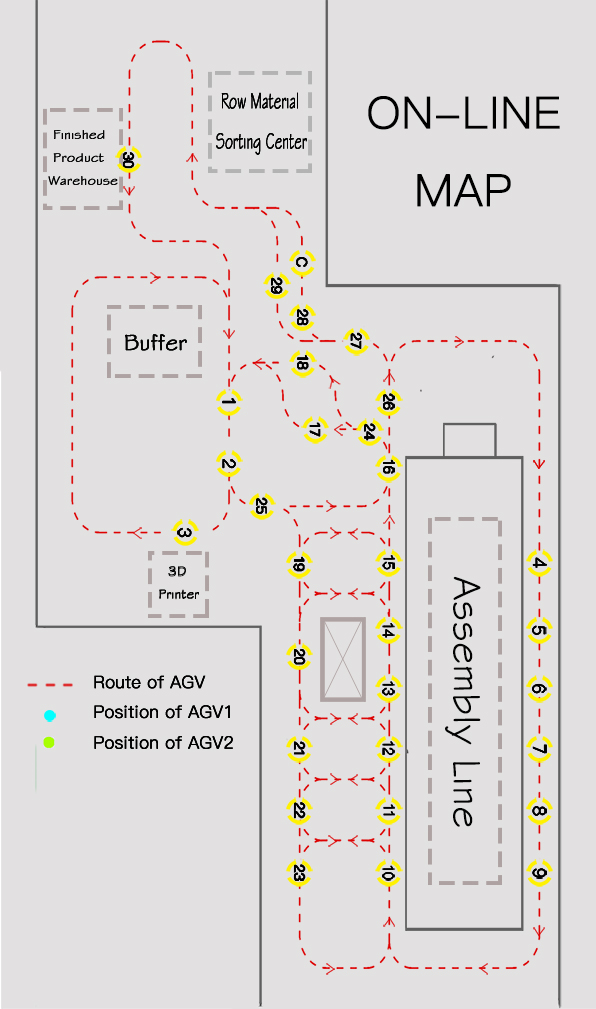 ON-LINE
MAP
Row Material
Sorting Center
Finished
Product
Warehouse
30
C
29
28
27
Buffer
18
1
26
17
24
16
2
25
3
3D
Printer
19
15
4
14
5
20
13
6
21
12
7
22
11
8
23
10
9
Assembly Line
Route of AGV
Position of AGV1
Position of AGV2